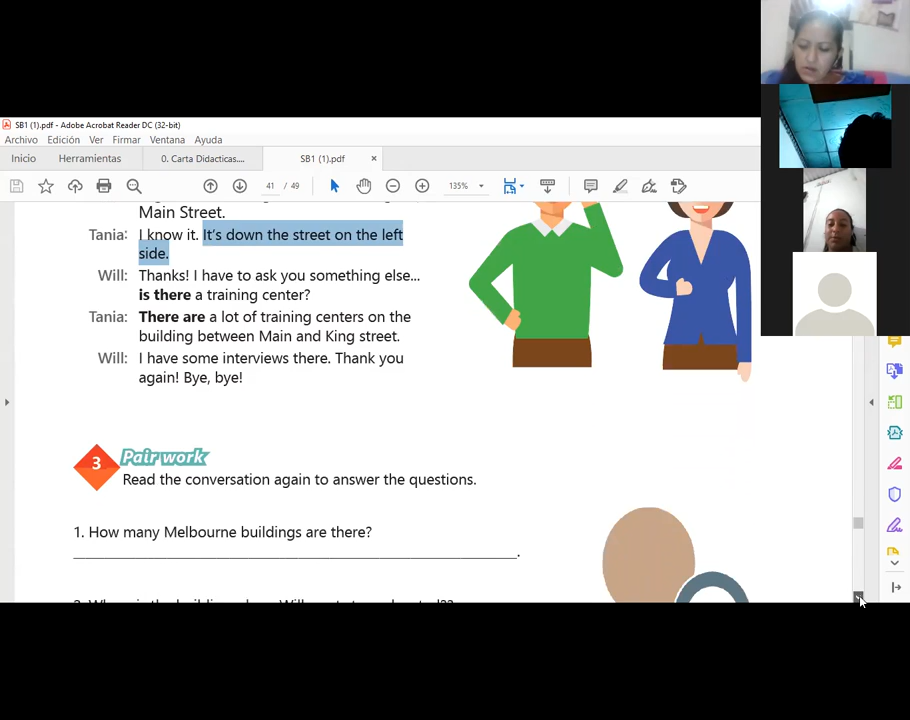 SB1 (1).pdf - Adobe Acrobat Reader DC (32-bit)
Archivo Edición Ver Firmar Ventana Ayuda
Inicio Herramientas 0. Carta Didacticas.... SB1 (1).pdf ×
41 / 49 135%
Main Street.
Tania: I know it. It's down the street on the left
side.
Will: Thanks! I have to ask you something else...
is there a training center?
Tania: There are a lot of training centers on the
building between Main and King street.
Will: I have some interviews there. Thank you
again! Bye, bye!
3 Pair work
Read the conversation again to answer the questions.
1. How many Melbourne buildings are there?